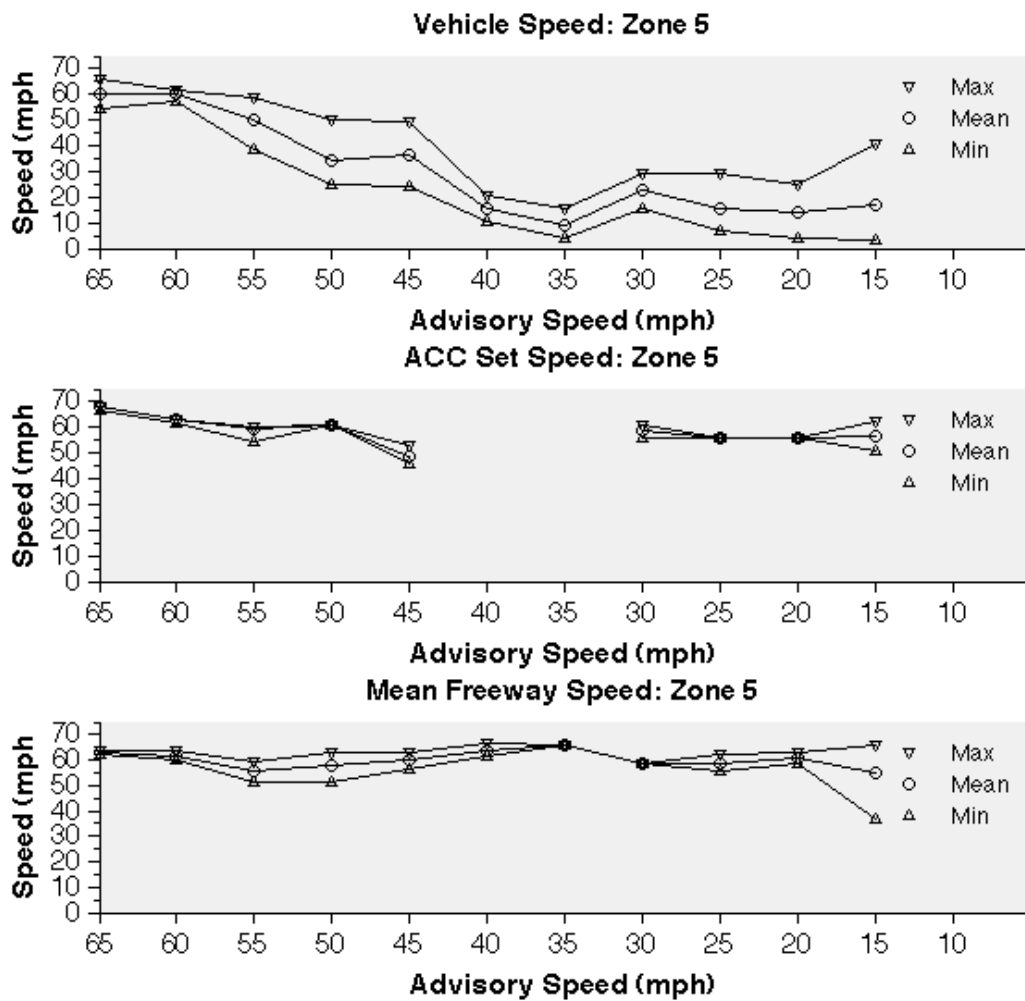 Vehicle Speed: Zone 5
Speed (mph
70
60
50
40
30
20
10
0
Max
Mean
Min
65 60 55 50 45 40 35 30 25 20 15 10
Advisory Speed (mph)
ACC Set Speed: Zone 5
Speed (mph
70
60
50
40
30
20
10
0
Max
Mean
Min
65 60 55 50 45 40 35 30 25 20 15 10
Advisory Speed (mph)
Mean Freeway Speed: Zone 5
Speed (mph
70
60
50
40
30
20
10
0
Max
Mean
Min
65 60 55 50 45 40 35 30 25 20 15 10
Advisory Speed (mph)